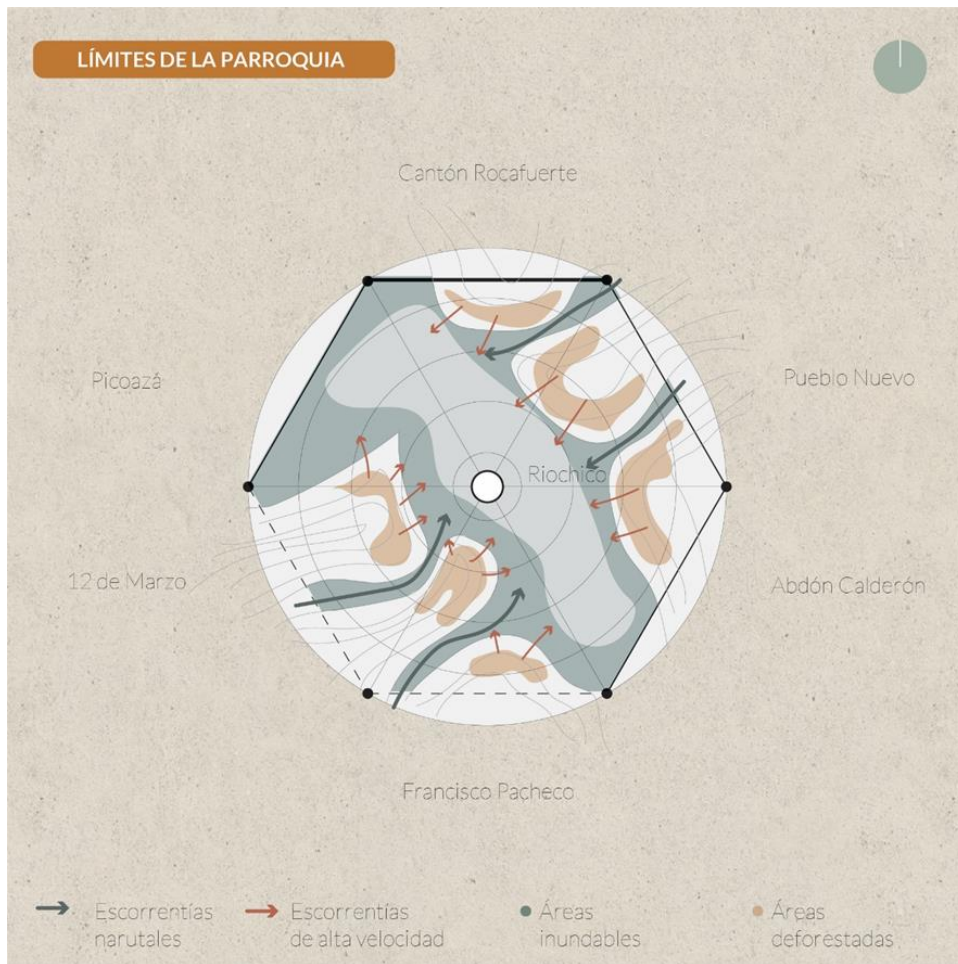 LÍMITES DE LA PARROQUIA
Cantón Rocafuerte
Picoazá
Pueblo Nuevo
Riochico
12 de Marzo
Abdón Calderón
Francisco Pacheco
Escorrentías
narutales
Escorrentías
de alta velocidad
Áreas
inundables
Áreas
deforestadas